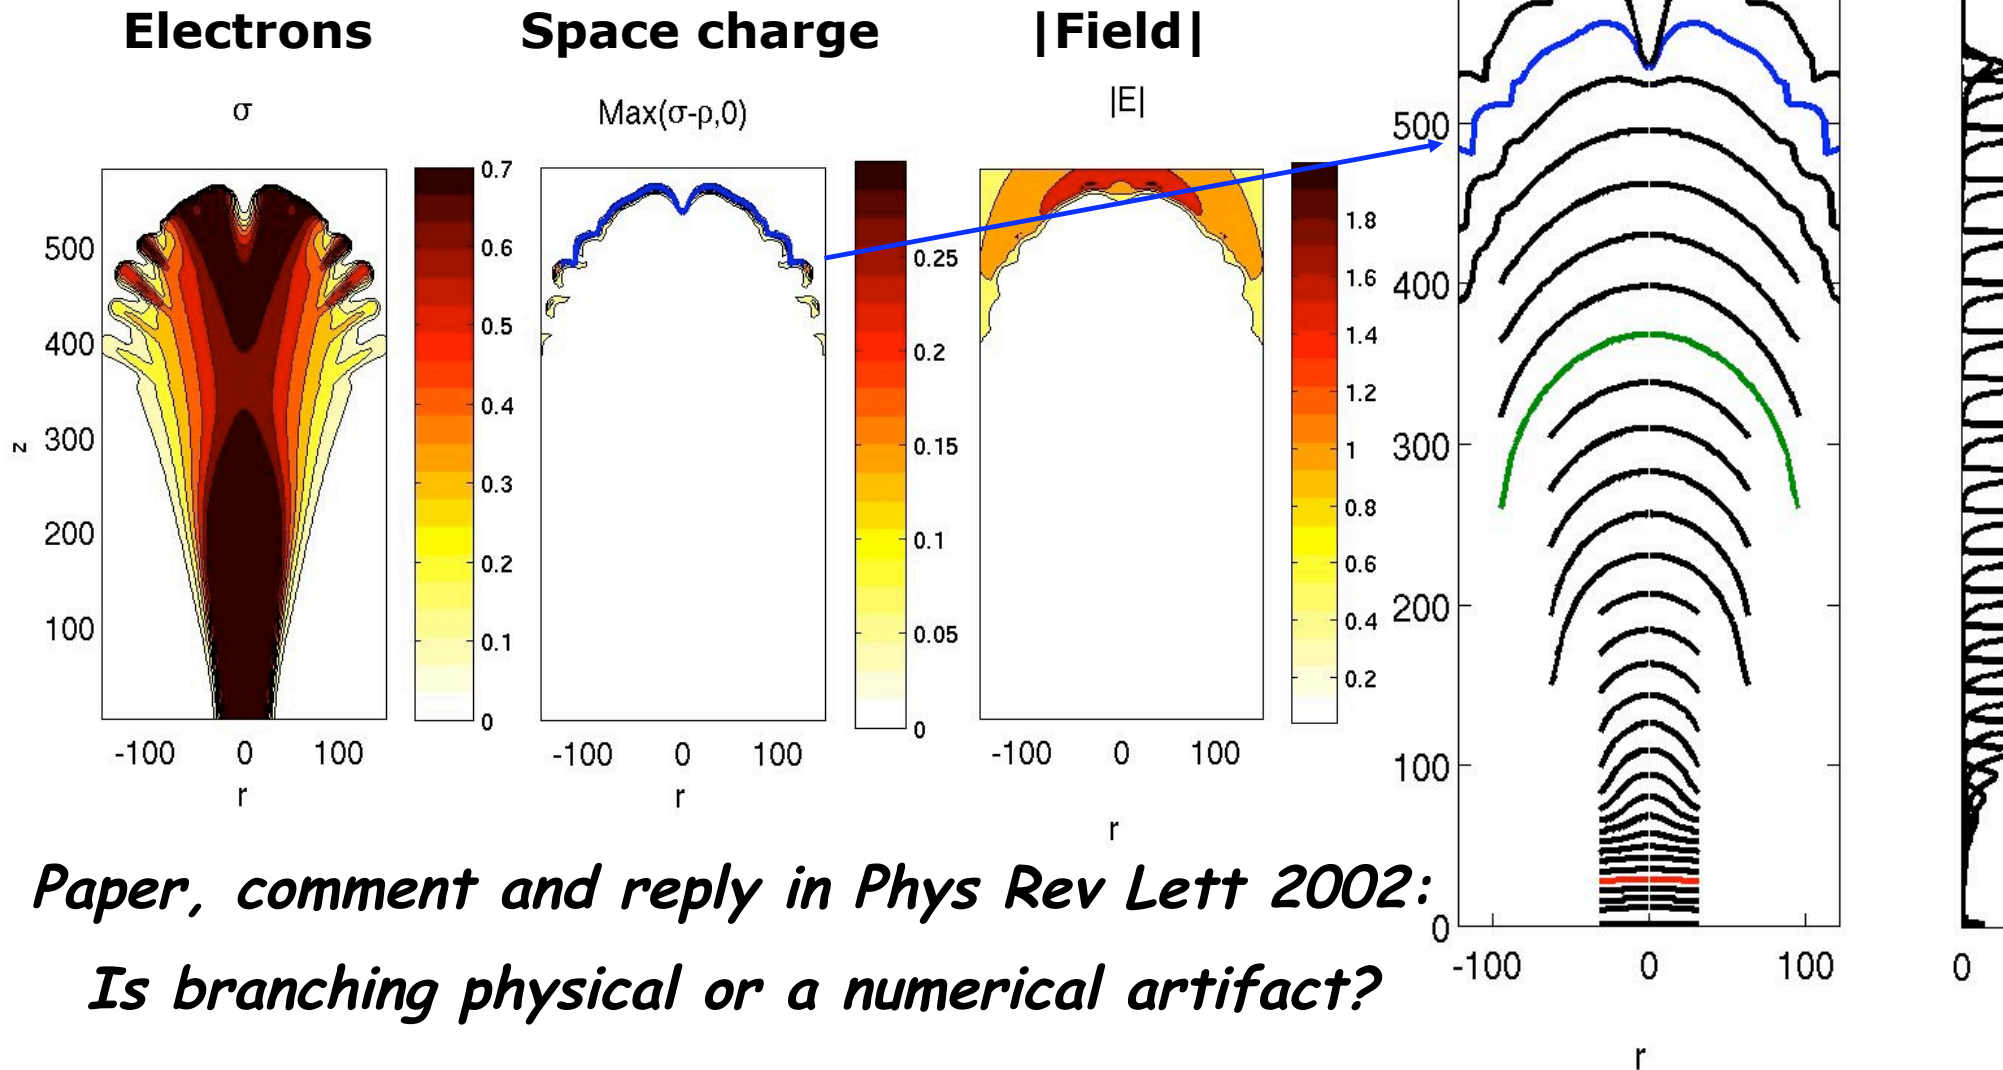 Electrons
Space charge
|Field|
σ
Max(σ-ρ,0)
|E|
z
500
400
300
200
100
-100 0 100
r
0.7
0.6
0.5
0.4
0.3
0.2
0.1
0
-100 0 100
r
0.25
0.2
0.15
0.1
0.05
0
-100 0 100
r
1.8
1.6
1.4
1.2
1
0.8
0.6
0.4
0.2
500
400
300
200
100
0
-100 0 100
r
0
Paper, comment and reply in Phys Rev Lett 2002:
Is branching physical or a numerical artifact?